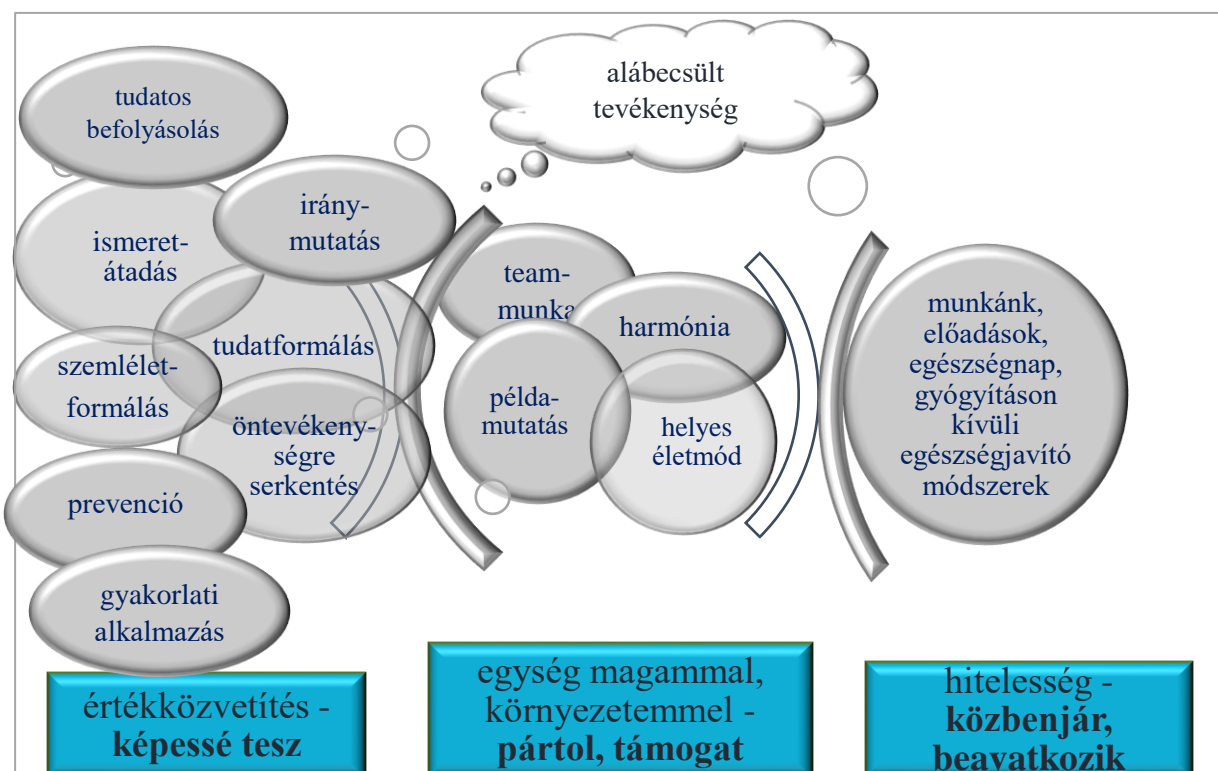 tudatos
befolyásolás
ismeret-
átadás
irány-
mutatás
szemlélet-
formálás
tudatformálás
öntevékeny-
ségre
serkentés
prevenció
gyakorlati
alkalmazás
alábecsült
tevékenység
team-
munka
harmónia
példa-
mutatás
helyes
életmód
munkánk,
előadások,
egészségnap,
gyógyításon
kívüli
egészségjavító
módszerek
értékközvetítés -
képessé tesz
egység magammal,
környezetemmel -
pártol, támogat
hitelesség -
közbenjár,
beavatkozik